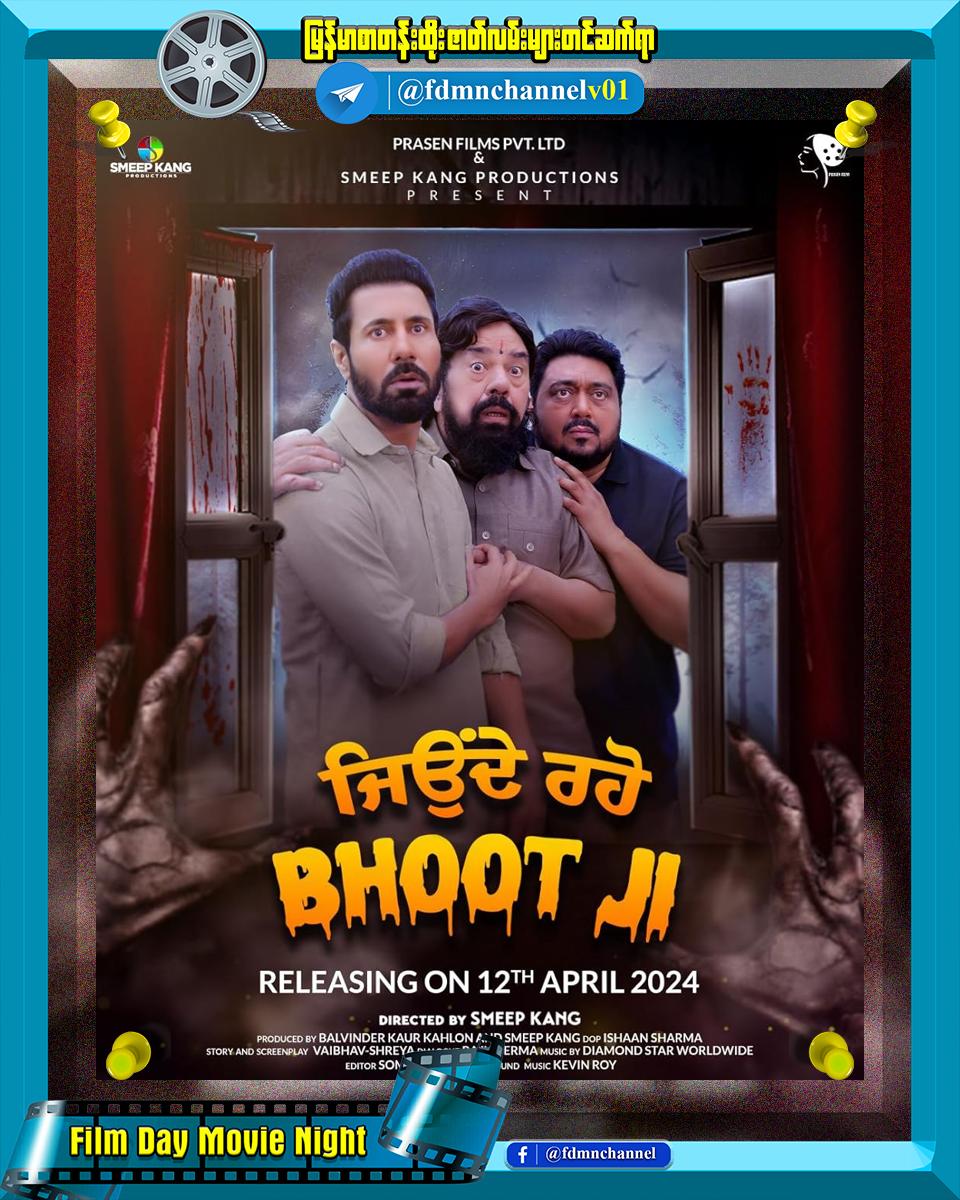 မြန်မာစာတန်းထိုးဇာတ်လမ်းများတင်ဆက်ရာ
@fdmnchannelv01
SMEEP KANG
PRODUCTIONS
PRASEN FILMS PVT. LTD
&
SMEEP KANG PRODUCTIONS
PRESENT
ਜਿਉਂਦੇ ਰਹੋ
BHOOT JI
RELEASING ON 12TH APRIL 2024
DIRECTED BY SMEEP KANG
PRODUCED BY BALVINDER KAUR KAHLON AND SMEEP KANG DOP ISHAAN SHARMA
STORY AND SCREENPLAY VAIBHAV-SHREYA MUSIC BY DIAMOND STAR WORLDWIDE
EDITOR MUSIC KEVIN ROY
Film Day Movie Night
@fdmnchannel